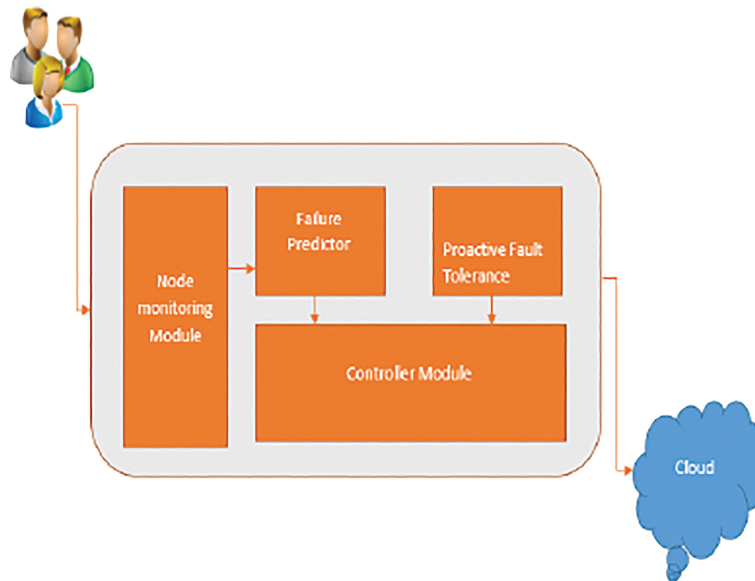 Node
monitoring
Module
Failure
Predictor
Proactive Fault
Tolerance
Controller Module
Cloud